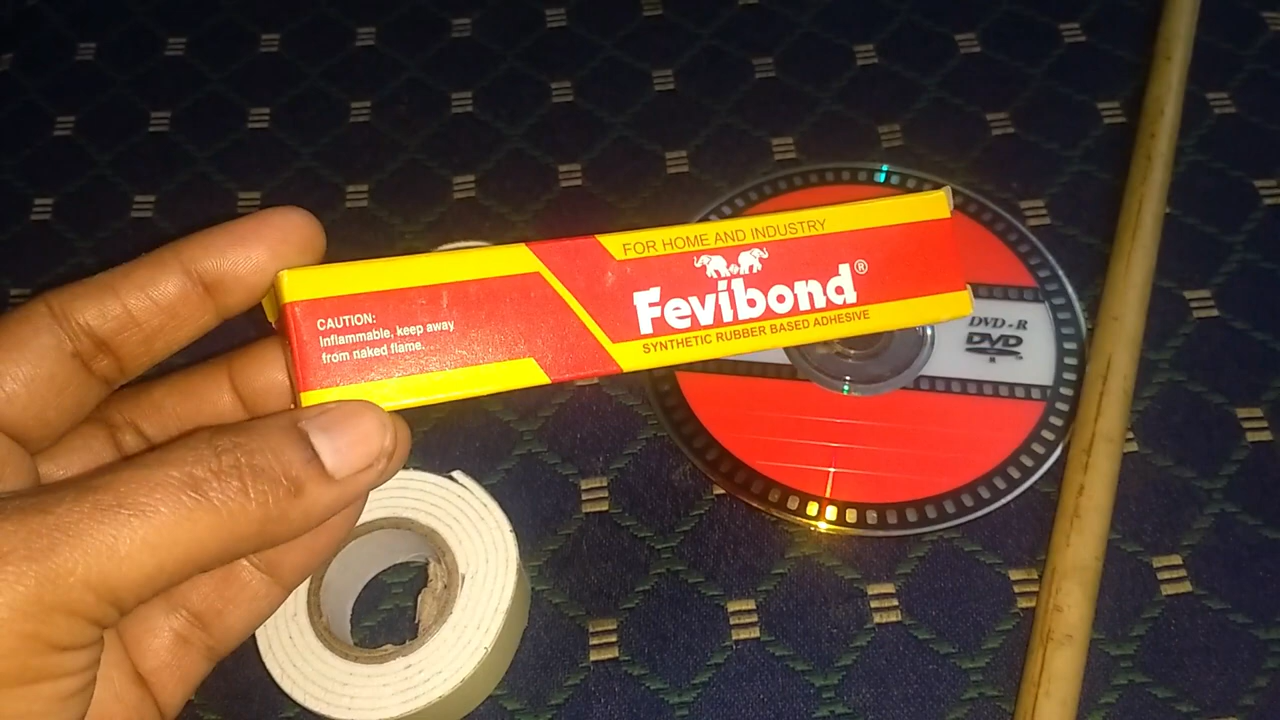 FOR HOME AND INDUSTRY
Fevibond®
SYNTHETIC RUBBER BASED ADHESIVE
CAUTION:
Inflammable, keep away
from naked flame.
DVD-R
DVD
R